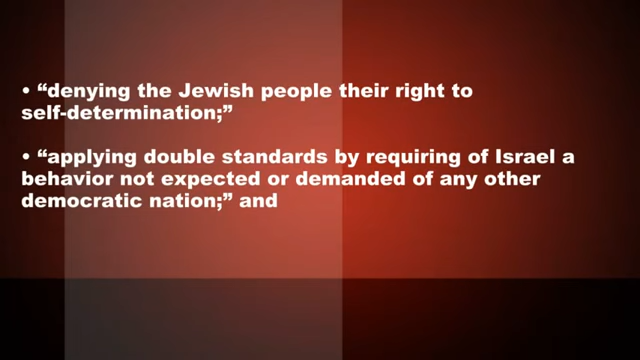 • “denying the Jewish people their right to
self-determination;”
• “applying double standards by requiring of Israel a
behavior not expected or demanded of any other
democratic nation;” and